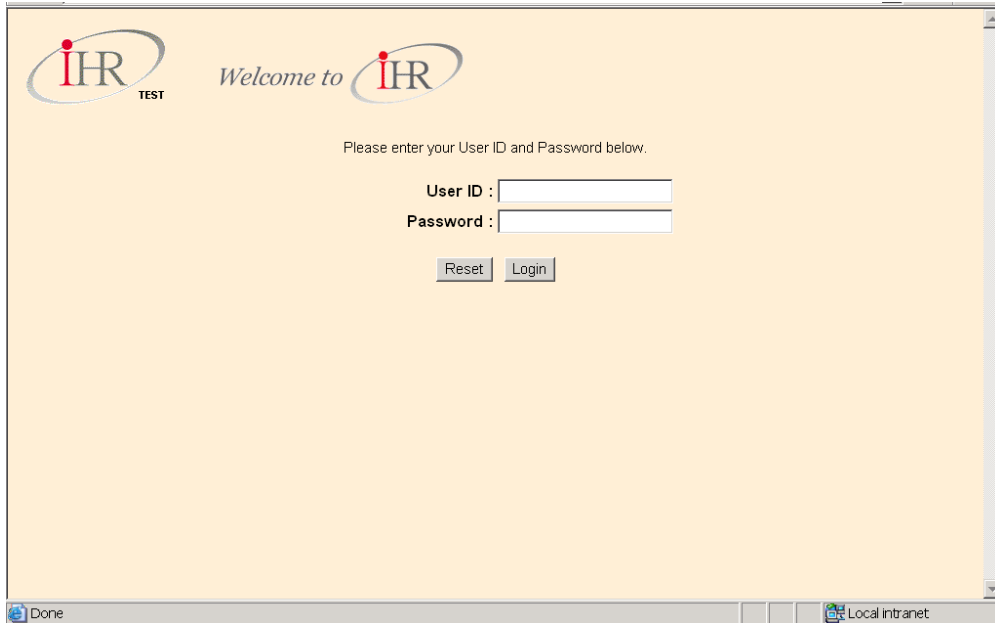 iHR
TEST
Welcome to iHR
Please enter your User ID and Password below.
User ID :
Password :
Reset Login
Done Local intranet